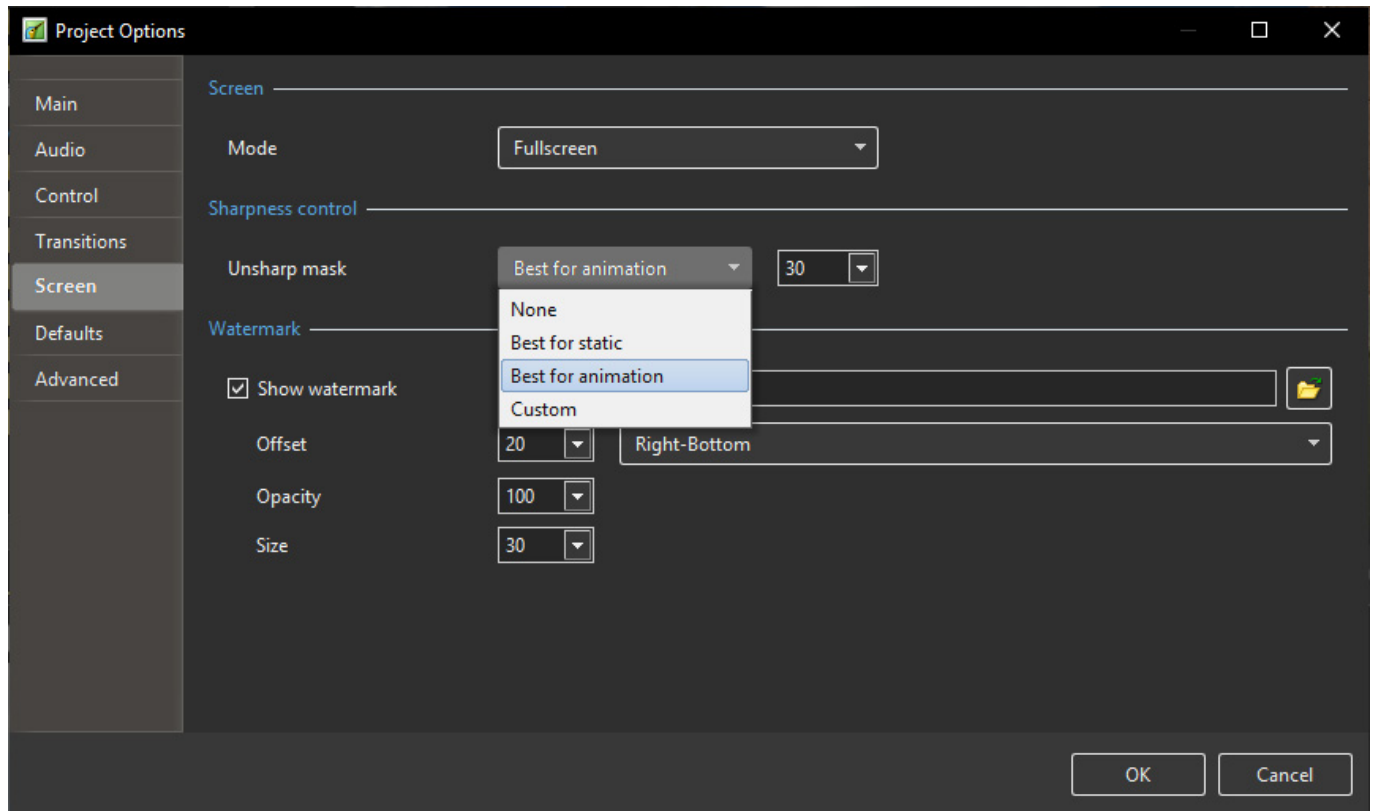 Project Options
Main
Audio
Control
Transitions
Screen
Defaults
Advanced
Screen
Mode Fullscreen
Sharpness control
Unsharp mask Best for animation 30
None
Best for static
Best for animation
Custom
Watermark
Show watermark
Offset 20 Right-Bottom
Opacity 100
Size 30
OK Cancel